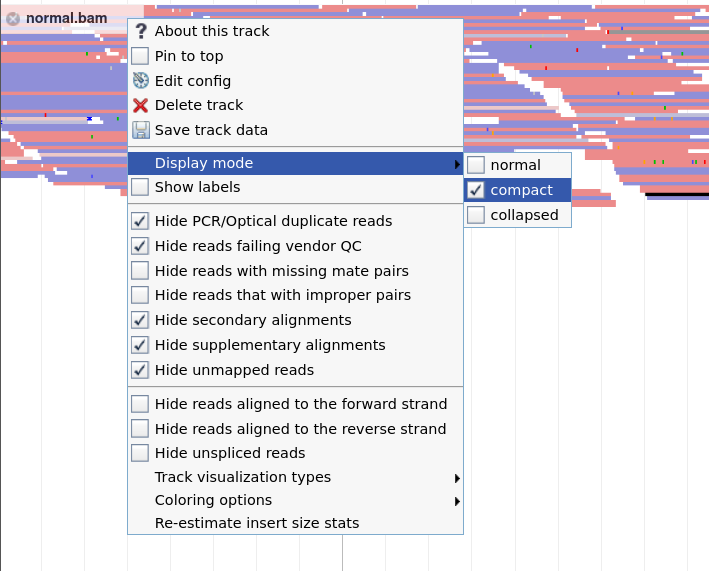 normal.bam
About this track
Pin to top
Edit config
Delete track
Save track data
Display mode
normal
compact
collapsed
Show labels
Hide PCR/Optical duplicate reads
Hide reads failing vendor QC
Hide reads with missing mate pairs
Hide reads that with improper pairs
Hide secondary alignments
Hide supplementary alignments
Hide unmapped reads
Hide reads aligned to the forward strand
Hide reads aligned to the reverse strand
Hide unspliced reads
Track visualization types
Coloring options
Re-estimate insert size stats